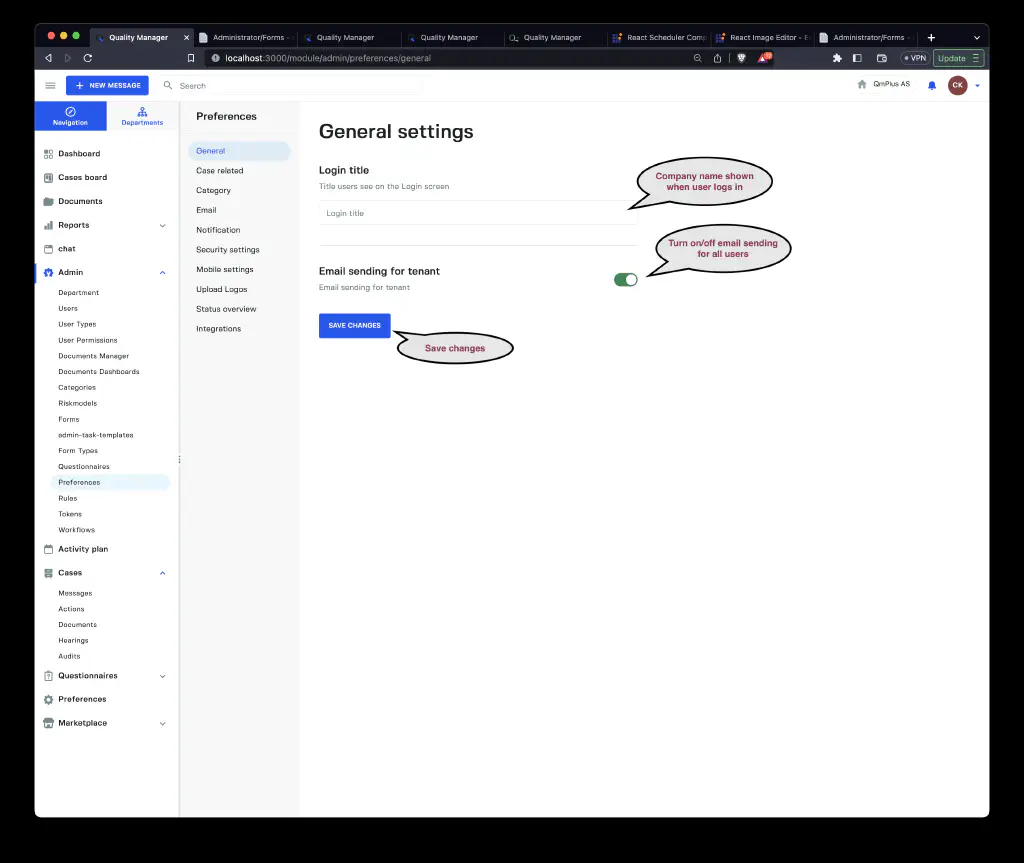 Quality Manager
Administrator/Forms -
Quality Manager
Quality Manager
Quality Manager
React Scheduler Comp
React Image Editor - E
Administrator/Forms -
localhost:3000/module/admin/preferences/general
VPN
Update
NEW MESSAGE
Search
QmPlus AS
CK
Navigation
Departments
Dashboard
Cases board
Documents
Reports
chat
Admin
Department
Users
User Types
User Permissions
Documents Manager
Documents Dashboards
Categories
Riskmodels
Forms
admin-task-templates
Form Types
Questionnaires
Preferences
Rules
Tokens
Workflows
Activity plan
Cases
Messages
Actions
Documents
Hearings
Audits
Questionnaires
Preferences
Marketplace
Preferences
General
Case related
Category
Email
Notification
Security settings
Mobile settings
Upload Logos
Status overview
Integrations
General settings
Login title
Title users see on the Login screen
Login title
Company name shown
when user logs in
Email sending for tenant
Email sending for tenant
Turn on/off email sending
for all users
SAVE CHANGES
Save changes